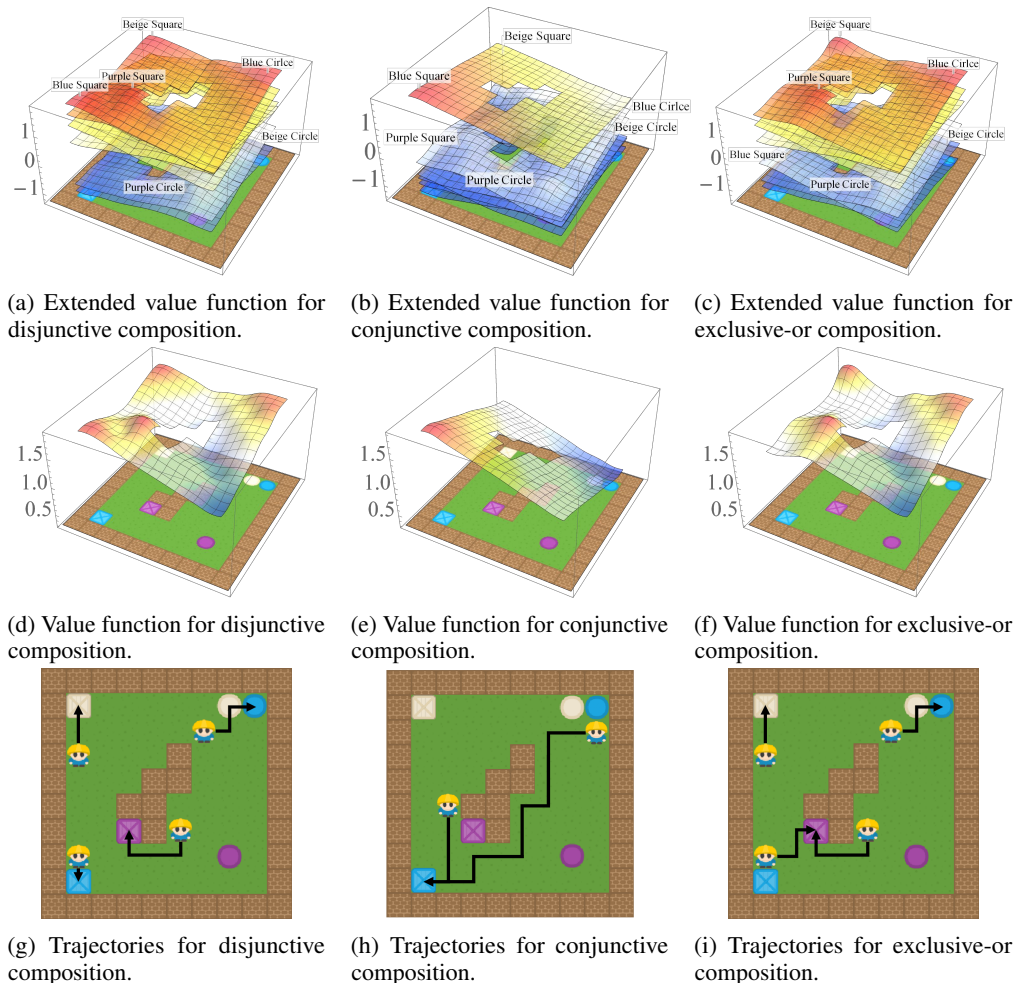 Beige Square
Blue Cirlce
Purple Square
Blue Square
Beige Circle
Purple Circle
1
0
−1
Beige Square
Blue Square
Blue Cirlce
Beige Circle
Purple Square
Purple Circle
1
0
−1
Beige Square
Blue Cirlce
Purple Square
Beige Circle
Blue Square
Purple Circle
1
0
−1
(a) Extended value function for
disjunctive composition.
(b) Extended value function for
conjunctive composition.
(c) Extended value function for
exclusive-or composition.
1.5
1.0
0.5
1.5
1.0
0.5
1.5
1.0
0.5
(d) Value function for disjunctive
composition.
(e) Value function for conjunctive
composition.
(f) Value function for exclusive-or
composition.
(g) Trajectories for disjunctive
composition.
(h) Trajectories for conjunctive
composition.
(i) Trajectories for exclusive-or
composition.